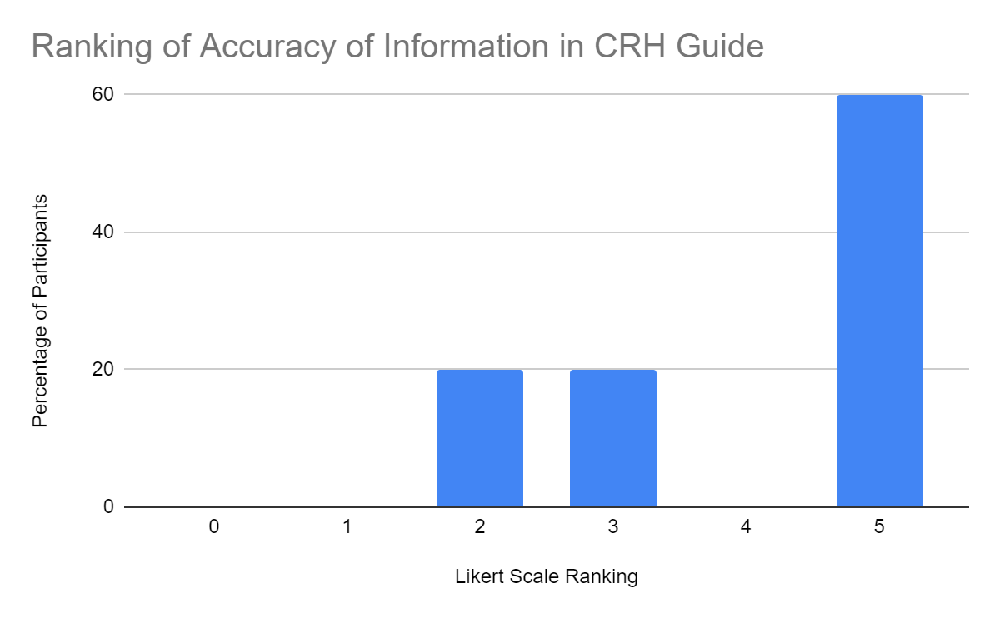 Ranking of Accuracy of Information in CRH Guide
Percentage of Participants
60
40
20
0
0 1 2 3 4 5
Likert Scale Ranking